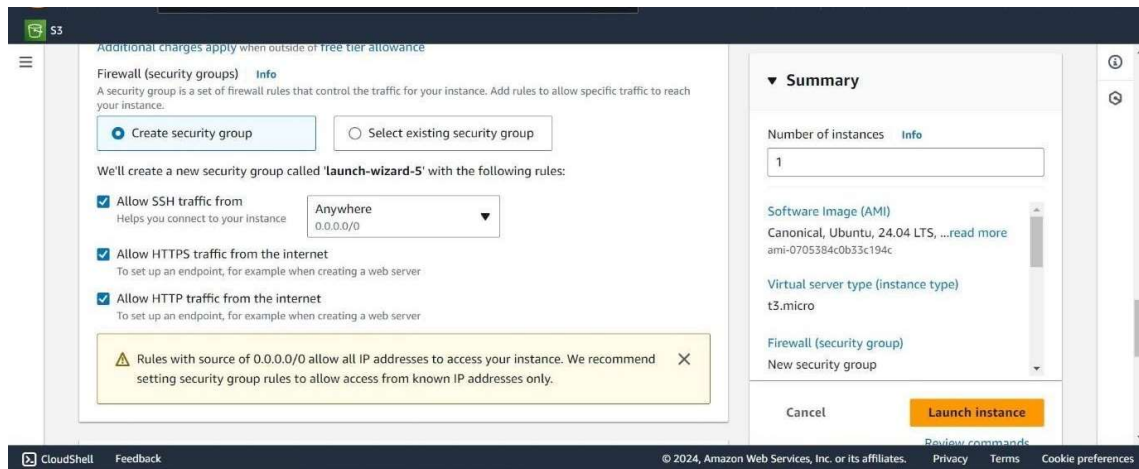 S3
Additional charges apply when outside of free tier allowance
Firewall (security groups) Info
A security group is a set of firewall rules that control the traffic for your instance. Add rules to allow specific traffic to reach
your instance.
Create security group
Select existing security group
We'll create a new security group called 'launch-wizard-5' with the following rules:
Allow SSH traffic from
Helps you connect to your instance
Anywhere
0.0.0.0/0
Allow HTTPS traffic from the internet
To set up an endpoint, for example when creating a web server
Allow HTTP traffic from the internet
To set up an endpoint, for example when creating a web server
Rules with source of 0.0.0.0/0 allow all IP addresses to access your instance. We recommend
setting security group rules to allow access from known IP addresses only.
Summary
Number of instances Info
1
Software Image (AMI)
Canonical, Ubuntu, 24.04 LTS, ...read more
ami-0705384c0b33c194c
Virtual server type (instance type)
t3.micro
Firewall (security group)
New security group
Cancel
Launch instance
Review commands
CloudShell Feedback
© 2024, Amazon Web Services, Inc. or its affiliates. Privacy Terms Cookie preferences